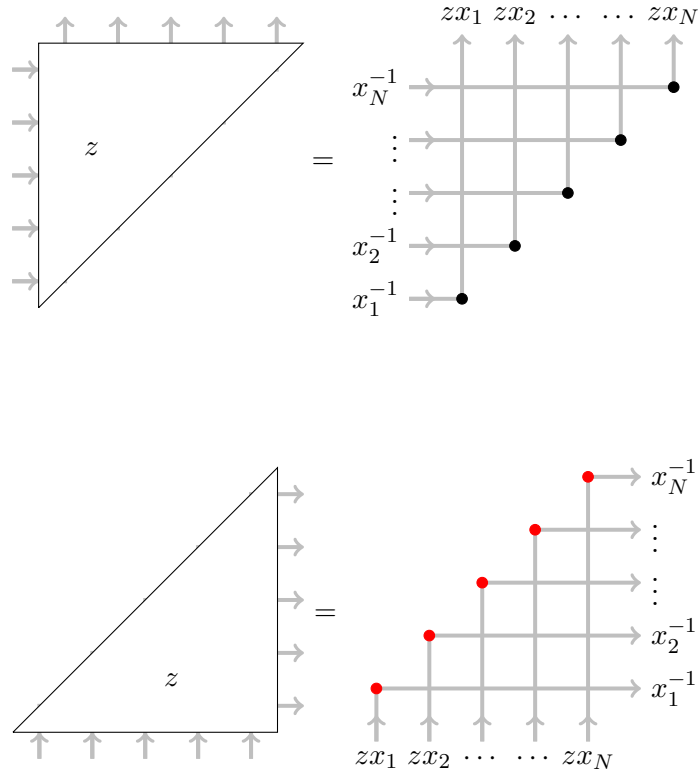 zx_1 zx_2 … … zx_N
x_N^{-1}
z
⋮
=
⋮
x_2^{-1}
x_1^{-1}
x_N^{-1}
⋮
⋮
=
x_2^{-1}
z
x_1^{-1}
zx_1 zx_2 … … zx_N